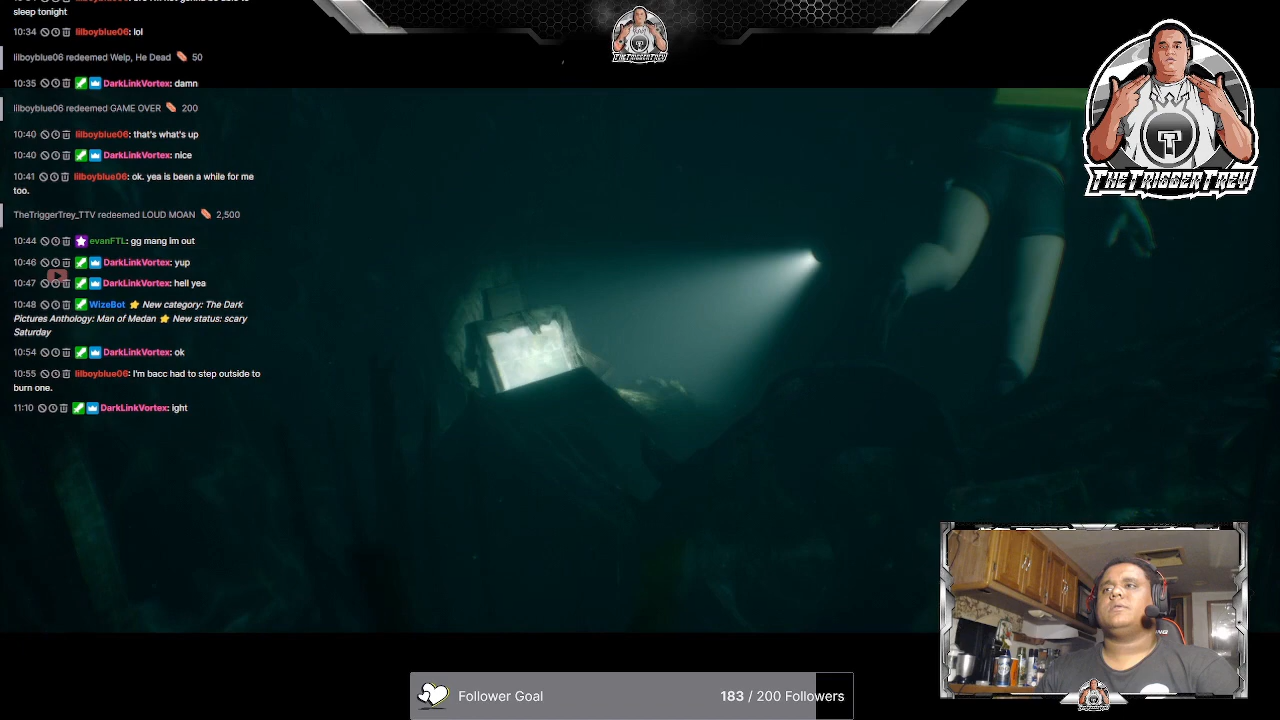 sleep tonight
10:34 lilboyblue06: lol
lilboyblue06 redeemed Welp, He Dead 50
10:35 DarkLinkVortex: damn
lilboyblue06 redeemed GAME OVER 200
10:40 lilboyblue06: that's what's up
10:40 DarkLinkVortex: nice
10:41 lilboyblue06: ok. yea is been a while for me
too.
TheTriggerTrey_TTV redeemed LOUD MOAN 2,500
10:44 evanFTL: gg mang im out
10:46 DarkLinkVortex: yup
10:47 DarkLinkVortex: hell yea
10:48 WizeBot New category: The Dark
Pictures Anthology: Man of Medan New status: scary
Saturday
10:54 DarkLinkVortex: ok
10:55 lilboyblue06: I'm bacc had to step outside to
burn one.
11:10 DarkLinkVortex: ight
THETRIGGERTREY
T
THETRIGGERTREY
Follower Goal 183 / 200 Followers